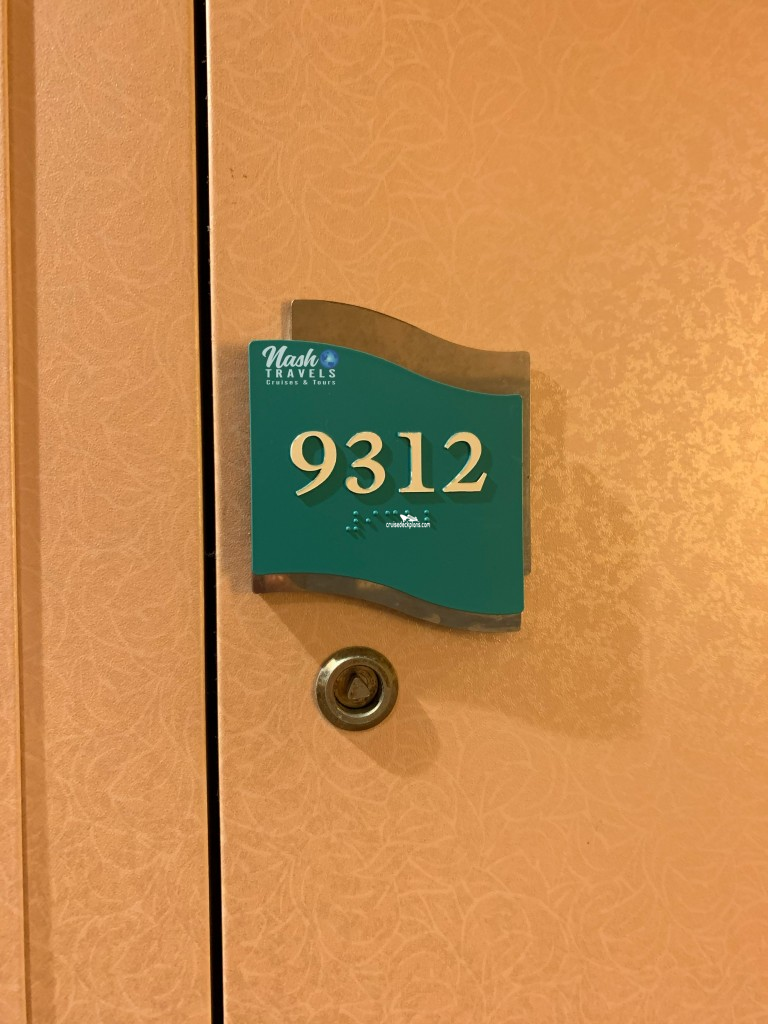 Nash
TRAVELS
Cruises & Tours
9312
cruisedeckplans.com